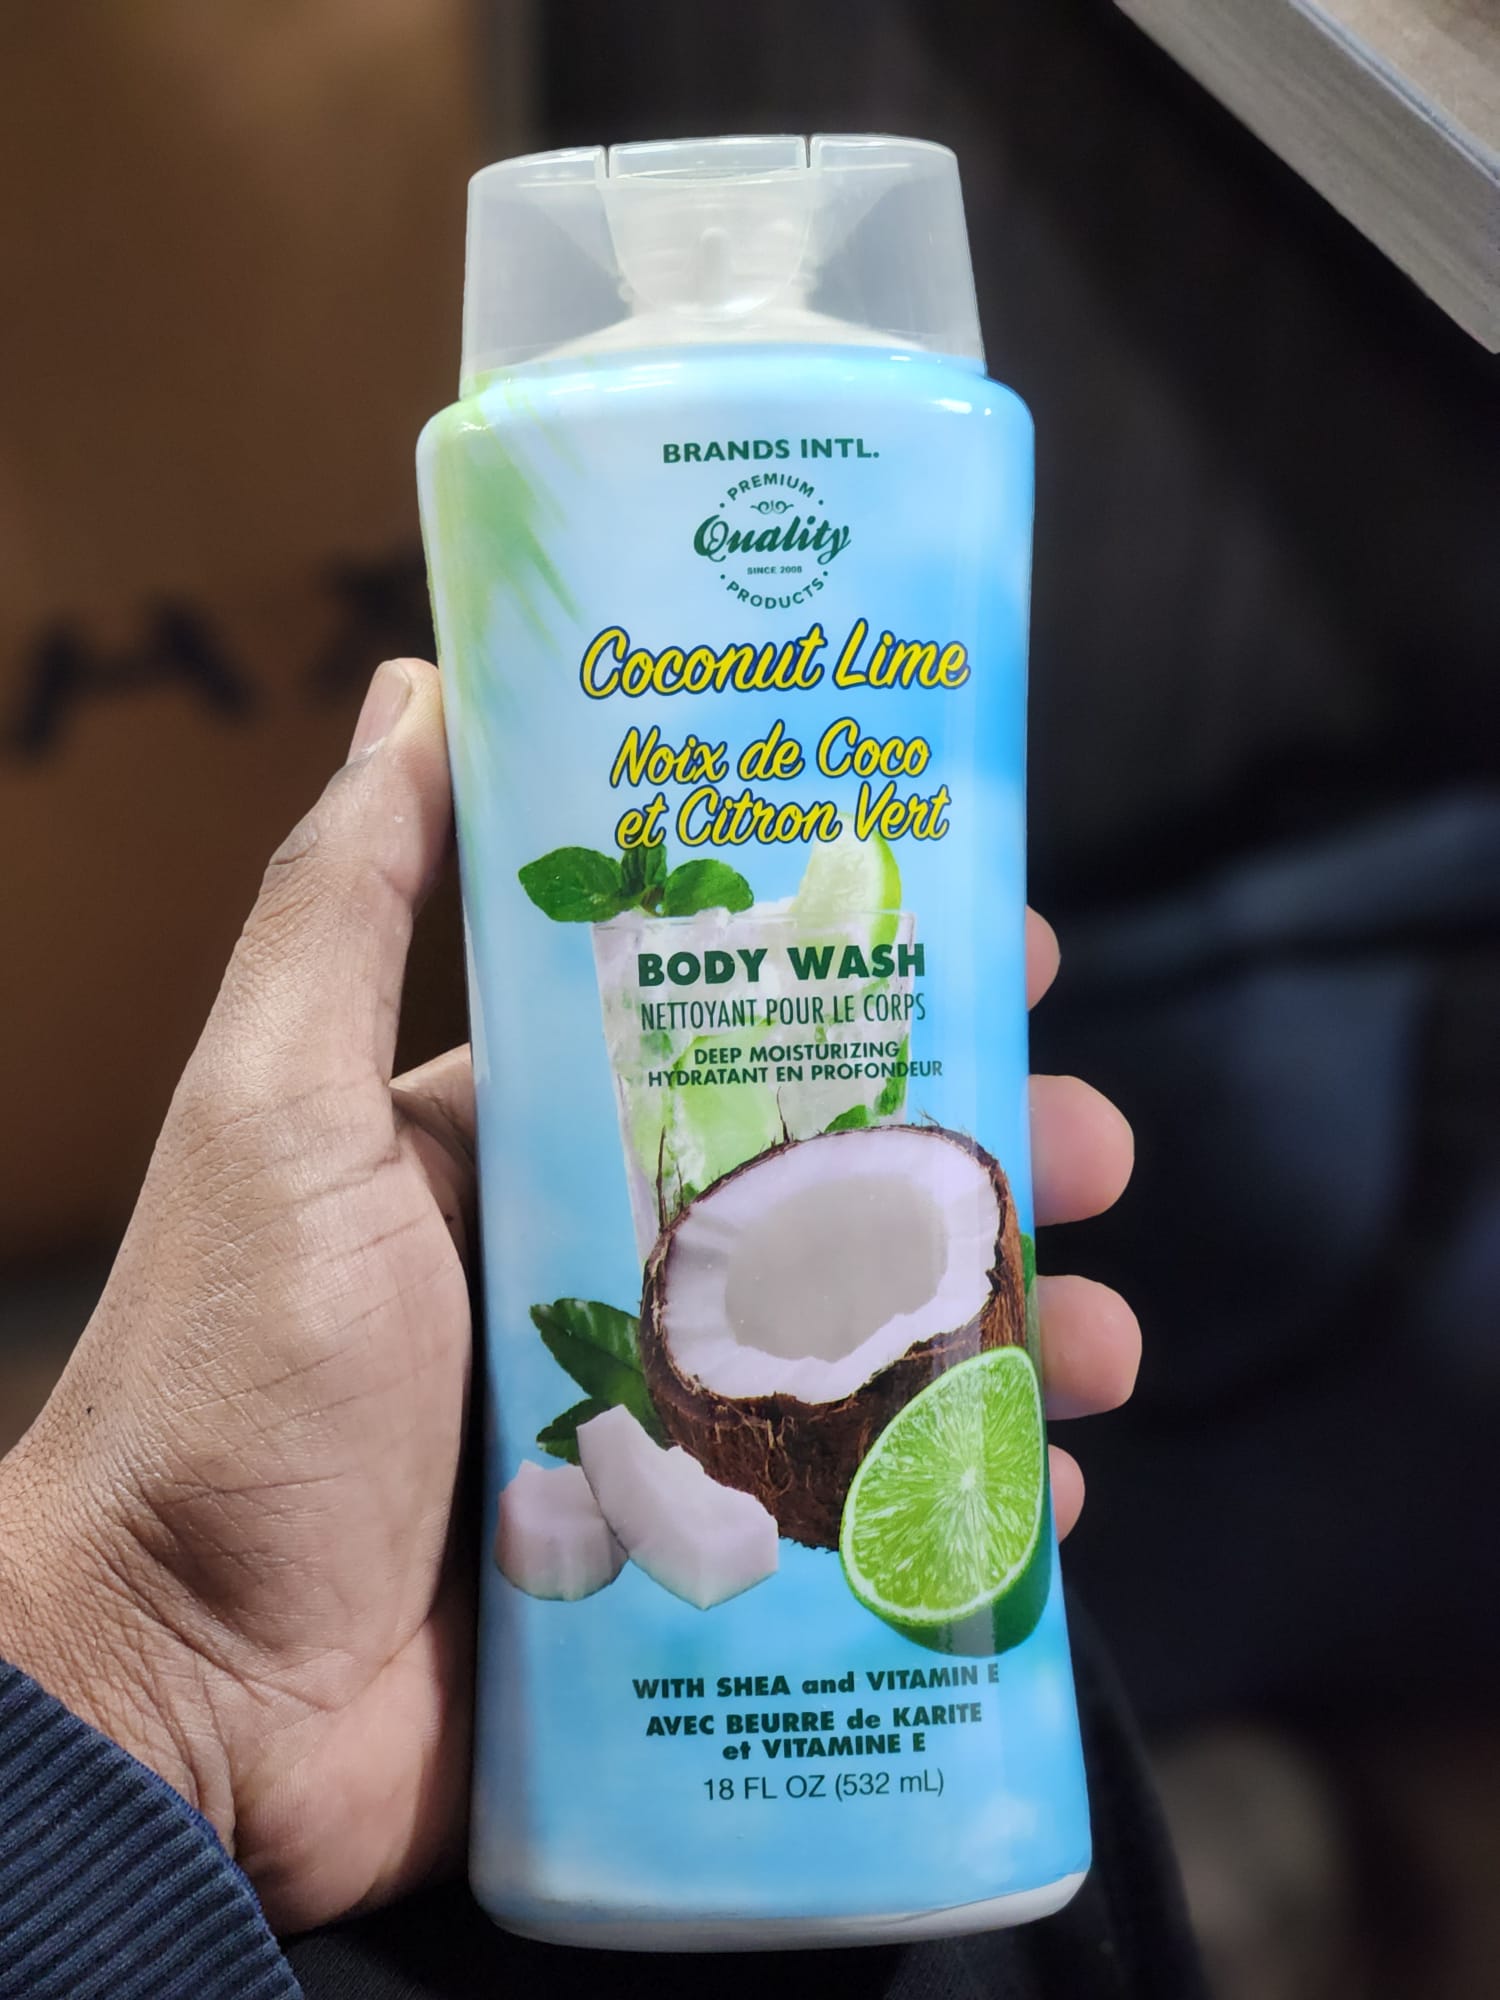 BRANDS INTL.
PREMIUM
Quality
SINCE 2008
PRODUCTS
Coconut Lime
Noix de Coco
et Citron Vert
BODY WASH
NETTOYANT POUR LE CORPS
DEEP MOISTURIZING
HYDRATANT EN PROFONDEUR
WITH SHEA and VITAMIN E
AVEC BEURRE de KARITE
et VITAMINE E
18 FL OZ (532 mL)